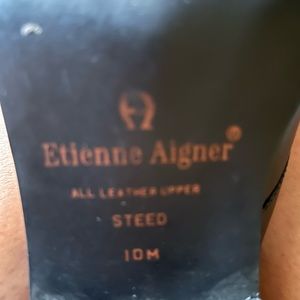 Etienne Aigner®
ALL LEATHER UPPER
STEED
10M